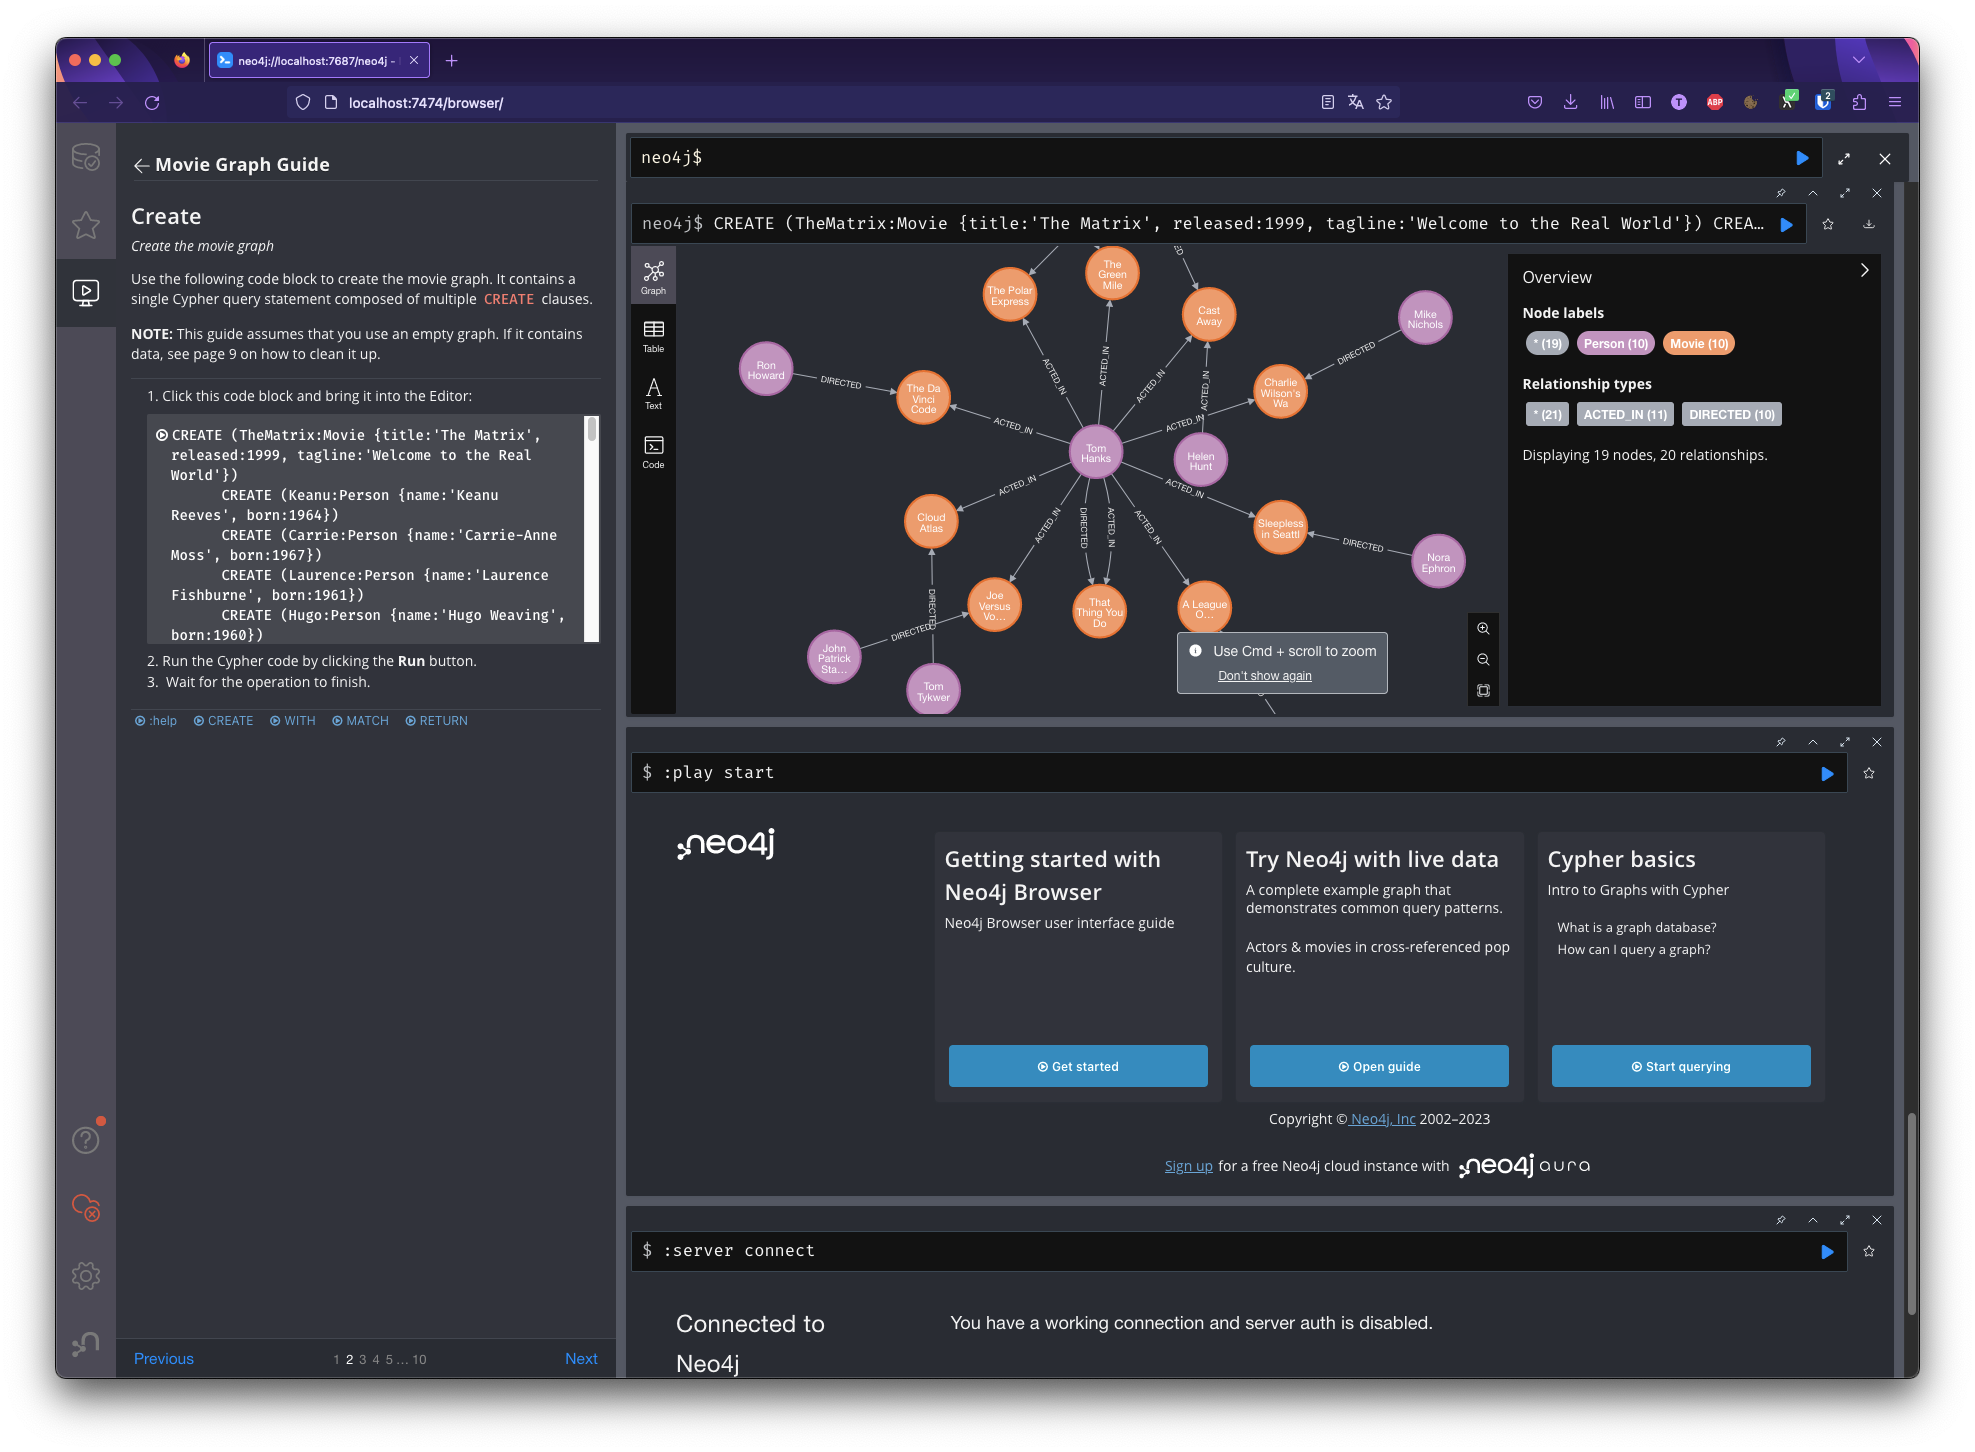 neo4j://localhost:7687/neo4j -
localhost:7474/browser/
T
ABP
2
Movie Graph Guide
Create
Create the movie graph
Use the following code block to create the movie graph. It contains a
single Cypher query statement composed of multiple CREATE clauses.
NOTE: This guide assumes that you use an empty graph. If it contains
data, see page 9 on how to clean it up.
1. Click this code block and bring it into the Editor:
CREATE (TheMatrix:Movie {title:'The Matrix',
released:1999, tagline:'Welcome to the Real
World'})
CREATE (Keanu:Person {name:'Keanu
Reeves', born:1964})
CREATE (Carrie:Person {name:'Carrie-Anne
Moss', born:1967})
CREATE (Laurence:Person {name:'Laurence
Fishburne', born:1961})
CREATE (Hugo:Person {name:'Hugo Weaving',
born:1960})
2. Run the Cypher code by clicking the Run button.
3. Wait for the operation to finish.
:help CREATE WITH MATCH RETURN
Previous
1 2 3 4 5 ... 10
Next
neo4j$
neo4j$ CREATE (TheMatrix:Movie {title:'The Matrix', released:1999, tagline:'Welcome to the Real World'}) CREA…
Graph
Table
Text
Code
The Polar
Express
The
Green
Mile
Cast
Away
Mike
Nichols
Ron
Howard
DIRECTED
The Da
Vinci
Code
ACTED_IN
ACTED_IN
ACTED_IN
ACTED_IN
ACTED_IN
DIRECTED
Charlie
Wilson's
Wa
ACTED_IN
Tom
Hanks
Helen
Hunt
ACTED_IN
ACTED_IN
Cloud
Atlas
ACTED_IN
DIRECTED
ACTED_IN
ACTED_IN
Sleepless
in Seattl
DIRECTED
Nora
Ephron
DIRECTED
Joe
Versus
Vo...
That
Thing You
Do
A League
O...
DIRECTED
John
Patrick
Sta...
Tom
Tykwer
Use Cmd + scroll to zoom
Don't show again
Overview
Node labels
* (19) Person (10) Movie (10)
Relationship types
* (21) ACTED_IN (11) DIRECTED (10)
Displaying 19 nodes, 20 relationships.
$ :play start
neo4j
Getting started with
Neo4j Browser
Neo4j Browser user interface guide
Get started
Try Neo4j with live data
A complete example graph that
demonstrates common query patterns.
Actors & movies in cross-referenced pop
culture.
Open guide
Cypher basics
Intro to Graphs with Cypher
What is a graph database?
How can I query a graph?
Start querying
Copyright © Neo4j, Inc 2002–2023
Sign up for a free Neo4j cloud instance with neo4j aura
$ :server connect
Connected to
Neo4j
You have a working connection and server auth is disabled.